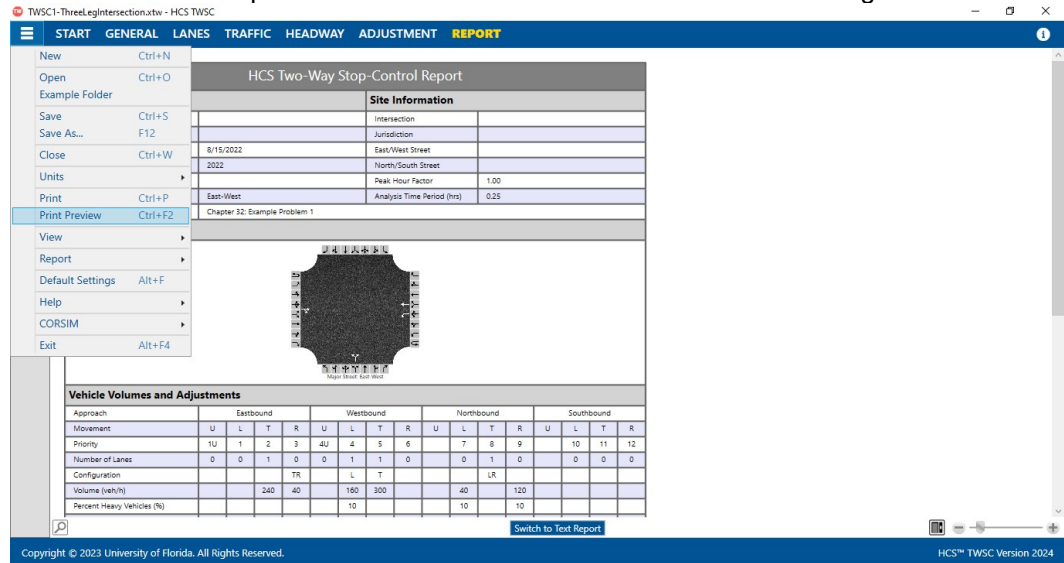 TWSC1-ThreeLegIntersection.xtw - HCS TWSC
START GENERAL LANES TRAFFIC HEADWAY ADJUSTMENT REPORT
New Ctrl+N
Open Ctrl+O
Example Folder
Save Ctrl+S
Save As... F12
Close Ctrl+W
Units
Print Ctrl+P
Print Preview Ctrl+F2
View
Report
Default Settings Alt+F
Help
CORSIM
Exit Alt+F4
HCS Two-Way Stop-Control Report
Site Information
Intersection
Jurisdiction
8/15/2022 East/West Street
2022 North/South Street
Peak Hour Factor 1.00
East-West Analysis Time Period (hrs) 0.25
Chapter 32: Example Problem 1
Major Street: East-West
Vehicle Volumes and Adjustments
Approach Eastbound Westbound Northbound Southbound
Movement U L T R U L T R U L T R U L T R
Priority 1U 1 2 3 4U 4 5 6 7 8 9 10 11 12
Number of Lanes 0 0 1 0 0 1 1 0 0 1 0 0 0 0
Configuration TR L T LR
Volume (veh/h) 240 40 160 300 40 120
Percent Heavy Vehicles (%) 10 10 10
Switch to Text Report
Copyright © 2023 University of Florida. All Rights Reserved. HCS™ TWSC Version 2024